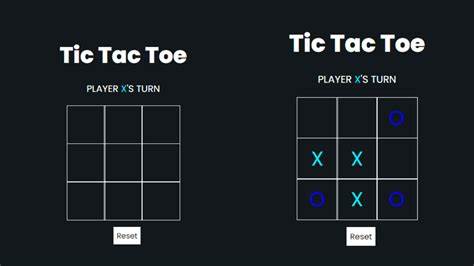 Tic Tac Toe
PLAYER X'S TURN
Reset
Tic Tac Toe
PLAYER X'S TURN
O
X X
O X O
Reset